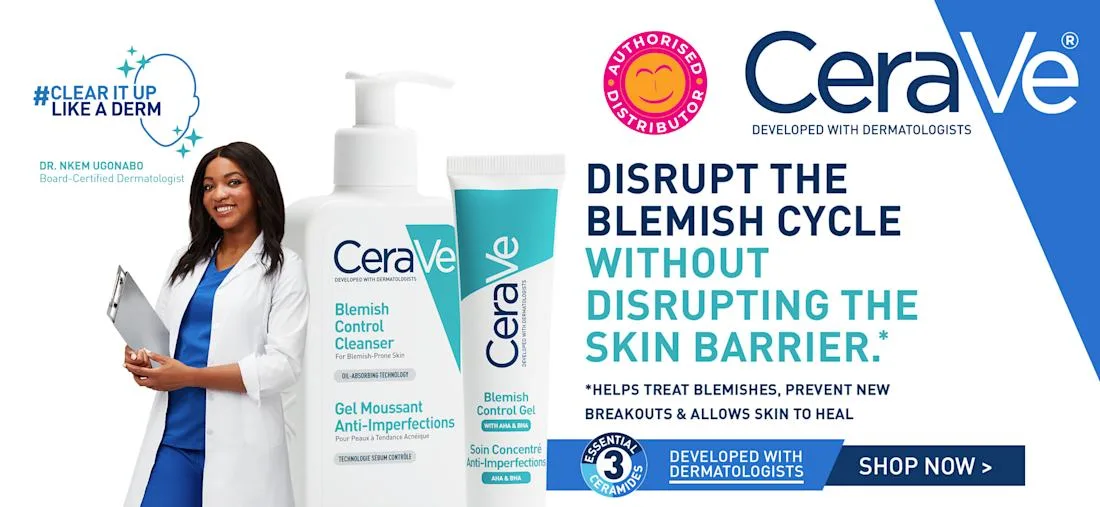 #CLEAR IT UP
LIKE A DERM
DR. NKEM UGONABO
Board-Certified Dermatologist
CeraVe
DEVELOPED WITH DERMATOLOGISTS
Blemish
Control
Cleanser
For Blemish-Prone Skin
OIL-ABSORBING TECHNOLOGY
Gel Moussant
Anti-Imperfections
Pour Peaux à Tendance Acnéique
TECHNOLOGIE SÉBUM CONTRÔLE
CeraVe
DEVELOPED WITH DERMATOLOGISTS
Blemish
Control Gel
WITH AHA & BHA
Soin Concentré
Anti-Imperfections
AHA & BHA
AUTHORISED
DISTRIBUTOR
CeraVe®
DEVELOPED WITH DERMATOLOGISTS
DISRUPT THE
BLEMISH CYCLE
WITHOUT
DISRUPTING THE
SKIN BARRIER.*
*HELPS TREAT BLEMISHES, PREVENT NEW
BREAKOUTS & ALLOWS SKIN TO HEAL
ESSENTIAL
3
CERAMIDES
DEVELOPED WITH
DERMATOLOGISTS
SHOP NOW >